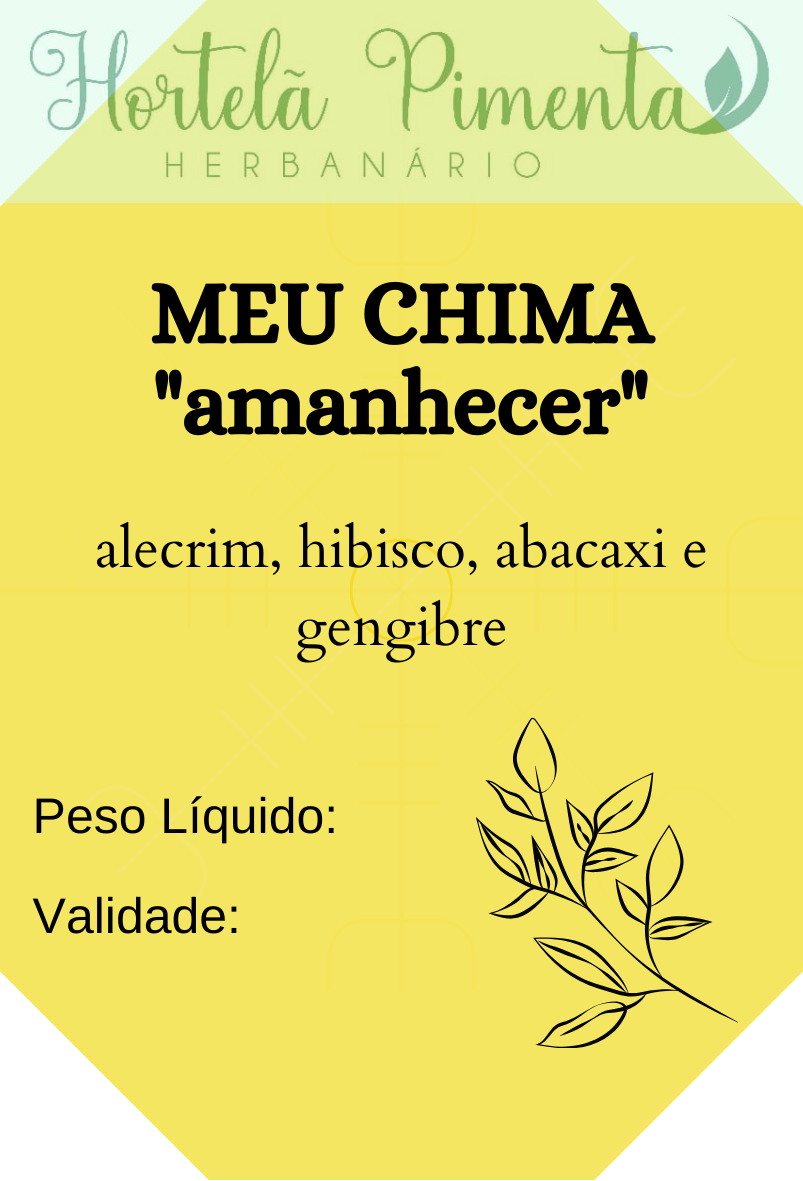 Hortelã Pimenta
HERBANÁRIO
MEU CHIMA
"amanhecer"
alecrim, hibisco, abacaxi e
gengibre
Peso Líquido:
Validade: